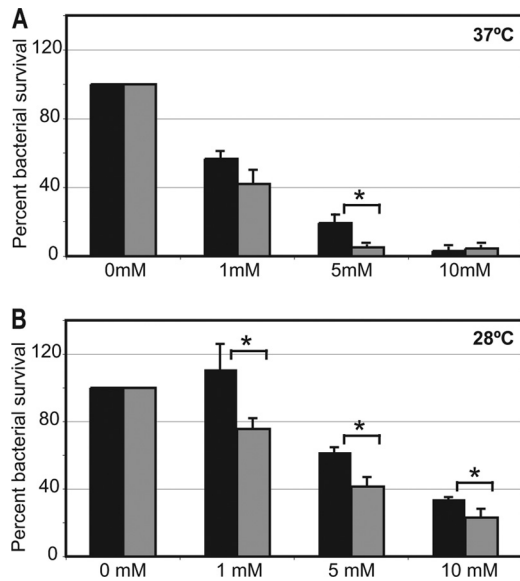 A
37ºC
Percent bacterial survival
120
80
40
0
*
0mM 1mM 5mM 10mM
B
28ºC
Percent bacterial survival
120
80
40
0
* * *
0 mM 1 mM 5 mM 10 mM